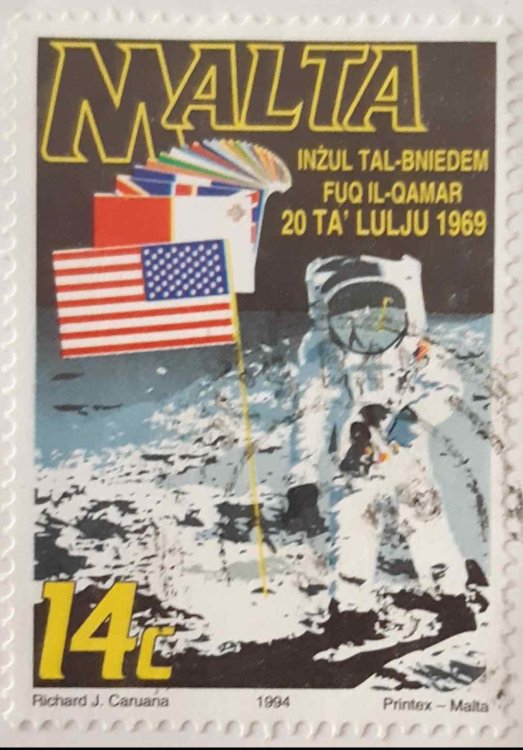 MALTA
INŻUL TAL-BNIEDEM
FUQ IL-QAMAR
20 TA' LULJU 1969
14c
Richard J. Caruana 1994 Printex – Malta